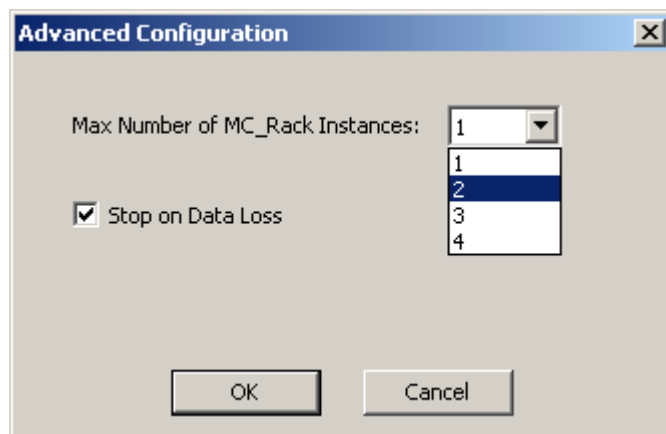 Advanced Configuration
Max Number of MC_Rack Instances: 1
1
2
Stop on Data Loss
3
4
OK Cancel